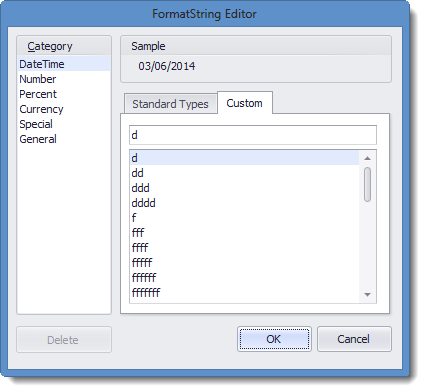 FormatString Editor
Category
DateTime
Number
Percent
Currency
Special
General
Sample
03/06/2014
Standard Types
Custom
d
d
dd
ddd
dddd
f
fff
ffff
fffff
ffffff
fffffff
Delete
OK
Cancel